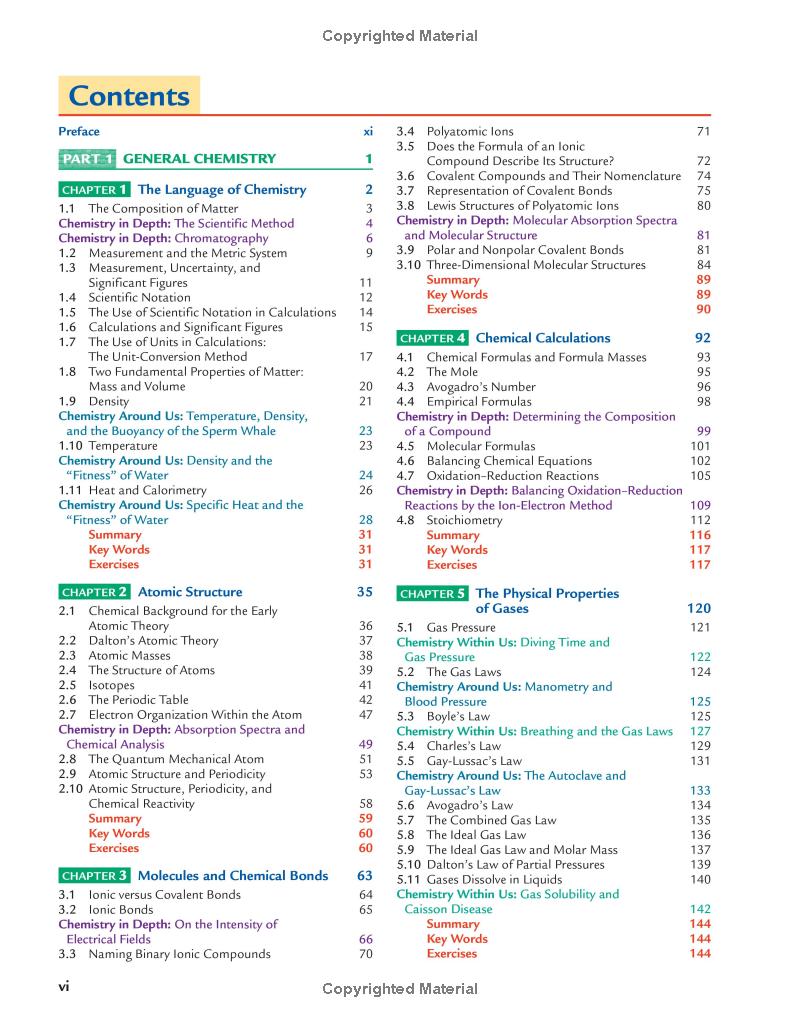 Copyrighted Material
Contents
Preface xi
PART 1 GENERAL CHEMISTRY 1
CHAPTER 1 The Language of Chemistry 2
1.1 The Composition of Matter 3
Chemistry in Depth: The Scientific Method 4
Chemistry in Depth: Chromatography 6
1.2 Measurement and the Metric System 9
1.3 Measurement, Uncertainty, and
Significant Figures 11
1.4 Scientific Notation 12
1.5 The Use of Scientific Notation in Calculations 14
1.6 Calculations and Significant Figures 15
1.7 The Use of Units in Calculations:
The Unit-Conversion Method 17
1.8 Two Fundamental Properties of Matter:
Mass and Volume 20
1.9 Density 21
Chemistry Around Us: Temperature, Density,
and the Buoyancy of the Sperm Whale 23
1.10 Temperature 23
Chemistry Around Us: Density and the
“Fitness” of Water 24
1.11 Heat and Calorimetry 26
Chemistry Around Us: Specific Heat and the
“Fitness” of Water 28
Summary 31
Key Words 31
Exercises 31
CHAPTER 2 Atomic Structure 35
2.1 Chemical Background for the Early
Atomic Theory 36
2.2 Dalton’s Atomic Theory 37
2.3 Atomic Masses 38
2.4 The Structure of Atoms 39
2.5 Isotopes 41
2.6 The Periodic Table 42
2.7 Electron Organization Within the Atom 47
Chemistry in Depth: Absorption Spectra and
Chemical Analysis 49
2.8 The Quantum Mechanical Atom 51
2.9 Atomic Structure and Periodicity 53
2.10 Atomic Structure, Periodicity, and
Chemical Reactivity 58
Summary 59
Key Words 60
Exercises 60
CHAPTER 3 Molecules and Chemical Bonds 63
3.1 Ionic versus Covalent Bonds 64
3.2 Ionic Bonds 65
Chemistry in Depth: On the Intensity of
Electrical Fields 66
3.3 Naming Binary Ionic Compounds 70
3.4 Polyatomic Ions 71
3.5 Does the Formula of an Ionic
Compound Describe Its Structure? 72
3.6 Covalent Compounds and Their Nomenclature 74
3.7 Representation of Covalent Bonds 75
3.8 Lewis Structures of Polyatomic Ions 80
Chemistry in Depth: Molecular Absorption Spectra
and Molecular Structure 81
3.9 Polar and Nonpolar Covalent Bonds 81
3.10 Three-Dimensional Molecular Structures 84
Summary 89
Key Words 89
Exercises 90
CHAPTER 4 Chemical Calculations 92
4.1 Chemical Formulas and Formula Masses 93
4.2 The Mole 95
4.3 Avogadro’s Number 96
4.4 Empirical Formulas 98
Chemistry in Depth: Determining the Composition
of a Compound 99
4.5 Molecular Formulas 101
4.6 Balancing Chemical Equations 102
4.7 Oxidation–Reduction Reactions 105
Chemistry in Depth: Balancing Oxidation–Reduction
Reactions by the Ion-Electron Method 109
4.8 Stoichiometry 112
Summary 116
Key Words 117
Exercises 117
CHAPTER 5 The Physical Properties
of Gases 120
5.1 Gas Pressure 121
Chemistry Within Us: Diving Time and
Gas Pressure 122
5.2 The Gas Laws 124
Chemistry Around Us: Manometry and
Blood Pressure 125
5.3 Boyle’s Law 125
Chemistry Within Us: Breathing and the Gas Laws 127
5.4 Charles’s Law 129
5.5 Gay-Lussac’s Law 131
Chemistry Around Us: The Autoclave and
Gay-Lussac’s Law 133
5.6 Avogadro’s Law 134
5.7 The Combined Gas Law 135
5.8 The Ideal Gas Law 136
5.9 The Ideal Gas Law and Molar Mass 137
5.10 Dalton’s Law of Partial Pressures 139
5.11 Gases Dissolve in Liquids 140
Chemistry Within Us: Gas Solubility and
Caisson Disease 142
Summary 144
Key Words 144
Exercises 144
vi
Copyrighted Material